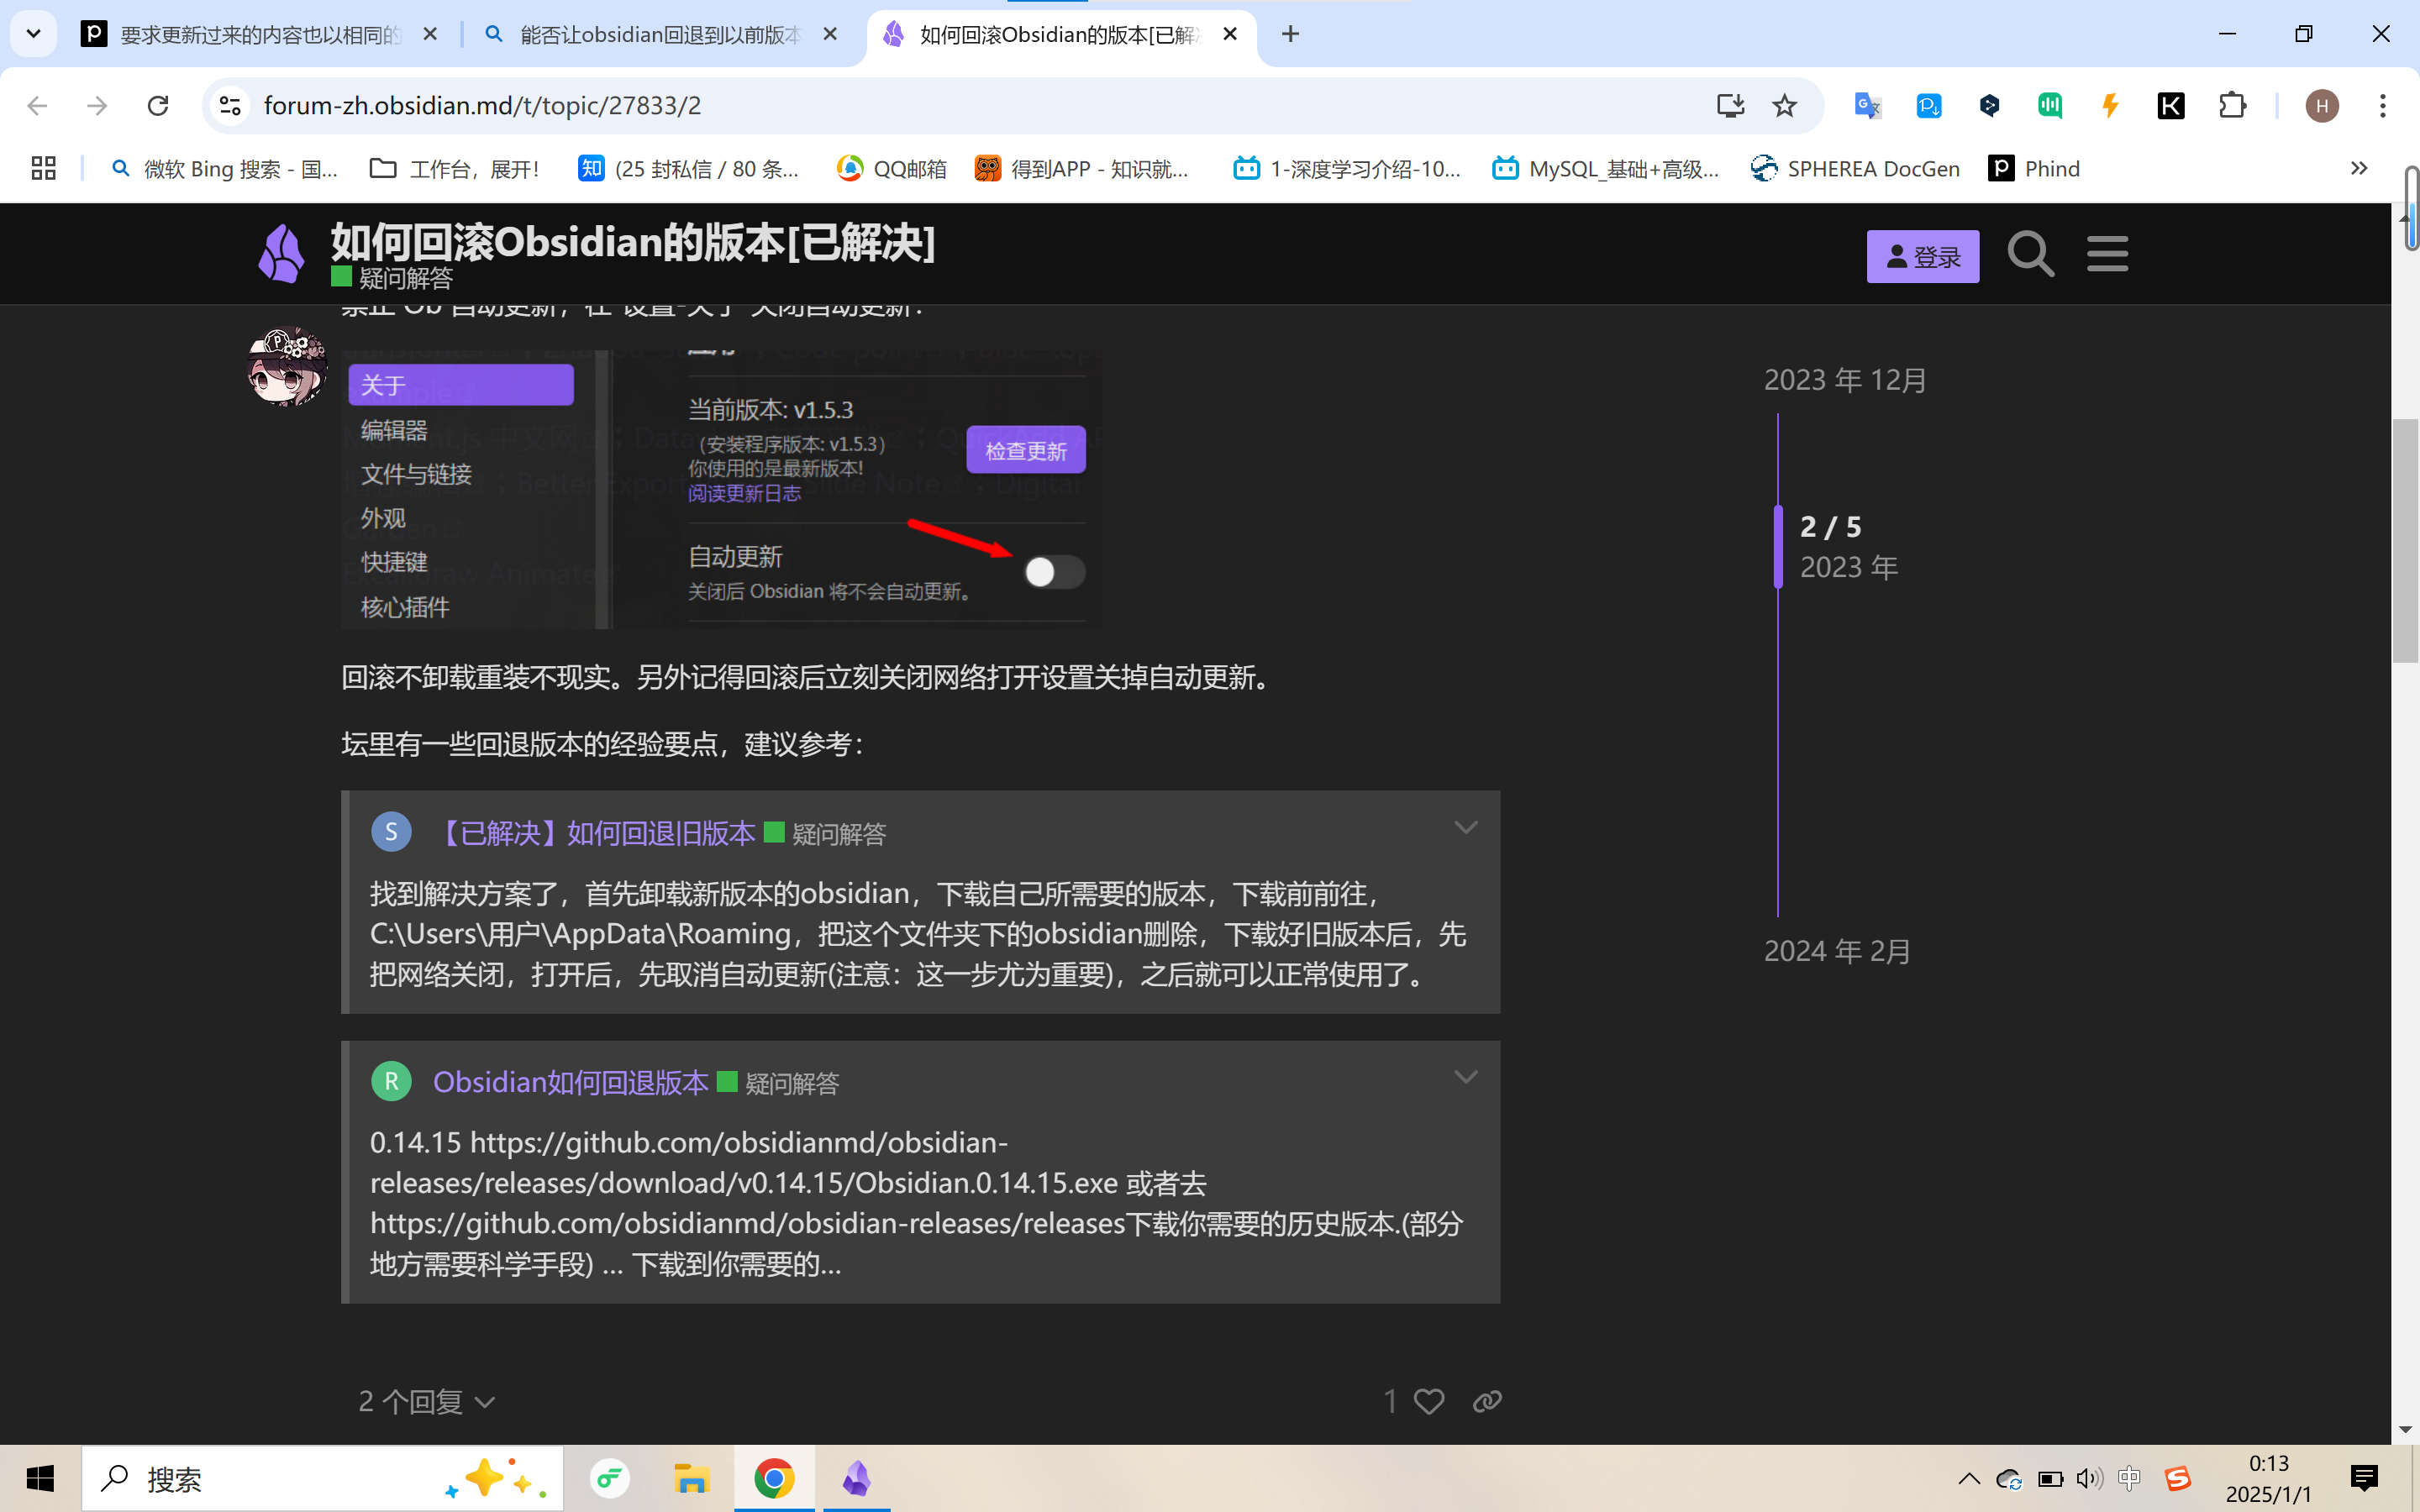 要求更新过来的内容也以相同的
能否让obsidian回退到以前版本
如何回滚Obsidian的版本[已解
forum-zh.obsidian.md/t/topic/27833/2
H
微软 Bing 搜索 - 国...
工作台，展开！
知 (25 封私信 / 80 条...
QQ邮箱
得到APP - 知识就...
1-深度学习介绍-10...
MySQL_基础+高级...
SPHEREA DocGen
Phind
如何回滚Obsidian的版本[已解决]
疑问解答
登录
禁止 Ob 自动更新，在 设置-关于 关闭自动更新：
关于
编辑器
文件与链接
外观
快捷键
核心插件
当前版本: v1.5.3
（安装程序版本: v1.5.3）
你使用的是最新版本!
阅读更新日志
检查更新
自动更新
关闭后 Obsidian 将不会自动更新。
2023 年 12月
2 / 5
2023 年
2024 年 2月
回滚不卸载重装不现实。另外记得回滚后立刻关闭网络打开设置关掉自动更新。
坛里有一些回退版本的经验要点，建议参考：
S 【已解决】如何回退旧版本 疑问解答
找到解决方案了，首先卸载新版本的obsidian，下载自己所需要的版本，下载前前往，
C:\Users\用户\AppData\Roaming，把这个文件夹下的obsidian删除，下载好旧版本后，先
把网络关闭，打开后，先取消自动更新(注意：这一步尤为重要)，之后就可以正常使用了。
R Obsidian如何回退版本 疑问解答
0.14.15 https://github.com/obsidianmd/obsidian-
releases/releases/download/v0.14.15/Obsidian.0.14.15.exe 或者去
https://github.com/obsidianmd/obsidian-releases/releases下载你需要的历史版本.(部分
地方需要科学手段) ... 下载到你需要的...
2 个回复
1
搜索
中
0:13
2025/1/1